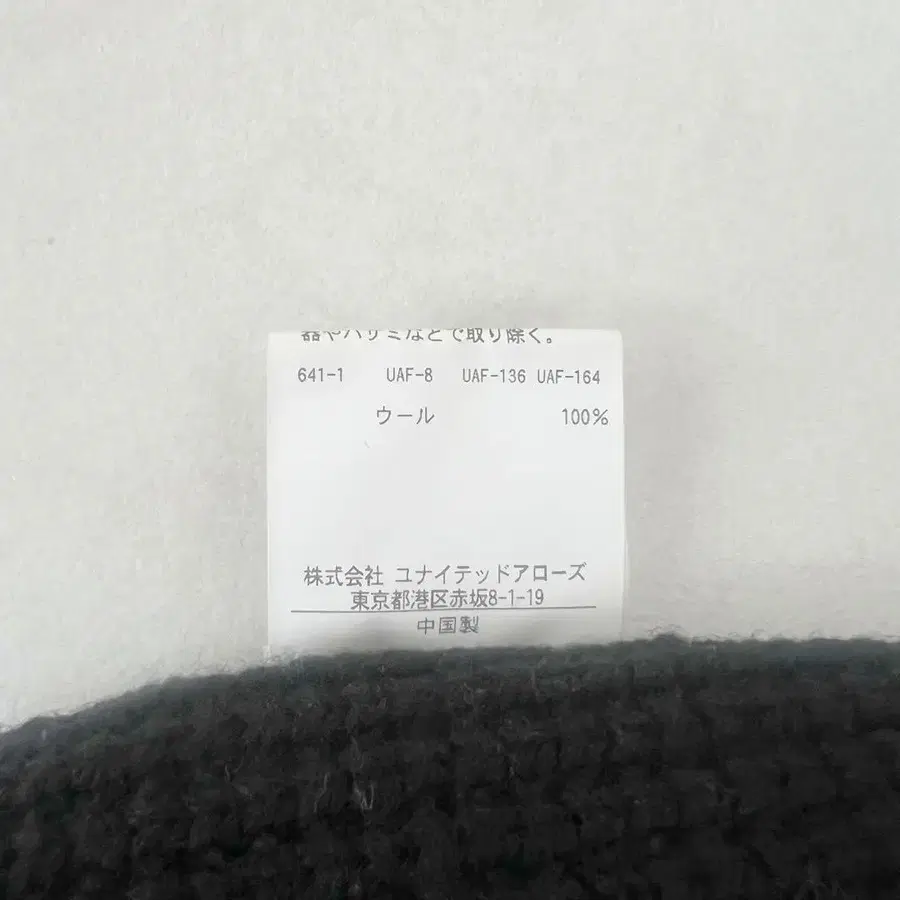 器やハサミなどで取り除く。
641-1 UAF-8 UAF-136 UAF-164
ウール 100%
株式会社 ユナイテッドアローズ
東京都港区赤坂8-1-19
中国製